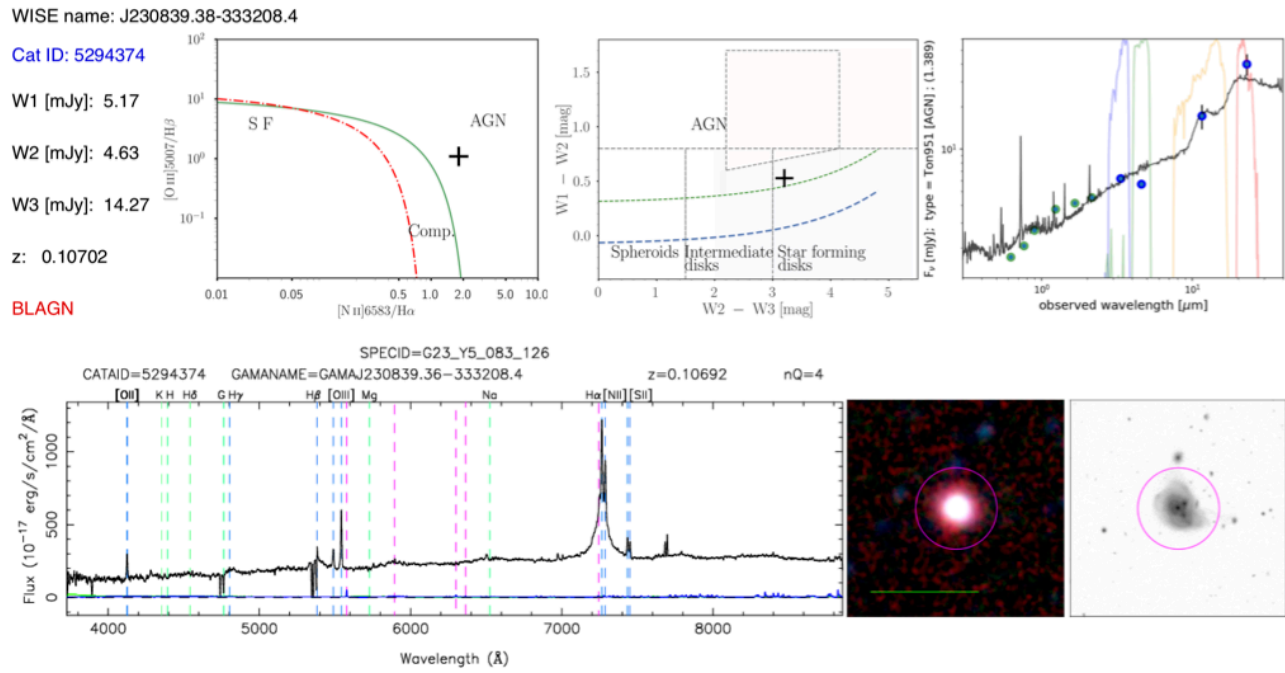 WISE name: J230839.38-333208.4
Cat ID: 5294374
W1 [mJy]: 5.17
W2 [mJy]: 4.63
W3 [mJy]: 14.27
z: 0.10702
BLAGN
10²
10¹
10⁰
10⁻¹
[O III]5007/Hβ
S F
AGN
Comp.
0.01 0.05 0.5 1.0 2.0 5.0 10.0
[N II]6583/Hα
1.5
1.0
0.5
0.0
W1 − W2 [mag]
AGN
Spheroids
Intermediate disks
Star forming disks
0 1 2 3 4 5
W2 − W3 [mag]
Fν [mJy]; type = Ton951 [AGN] ; (1.389)
10¹
10⁰ 10¹
observed wavelength [μm]
SPECID=G23_Y5_083_126
CATAID=5294374 GAMANAME=GAMAJ230839.36−333208.4 z=0.10692 nQ=4
[OII] K H Hδ G Hγ Hβ [OIII] Mg Na Hα [NII] [SII]
Flux (10⁻¹⁷ erg/s/cm²/Å)
1000
500
0
4000 5000 6000 7000 8000
Wavelength (Å)